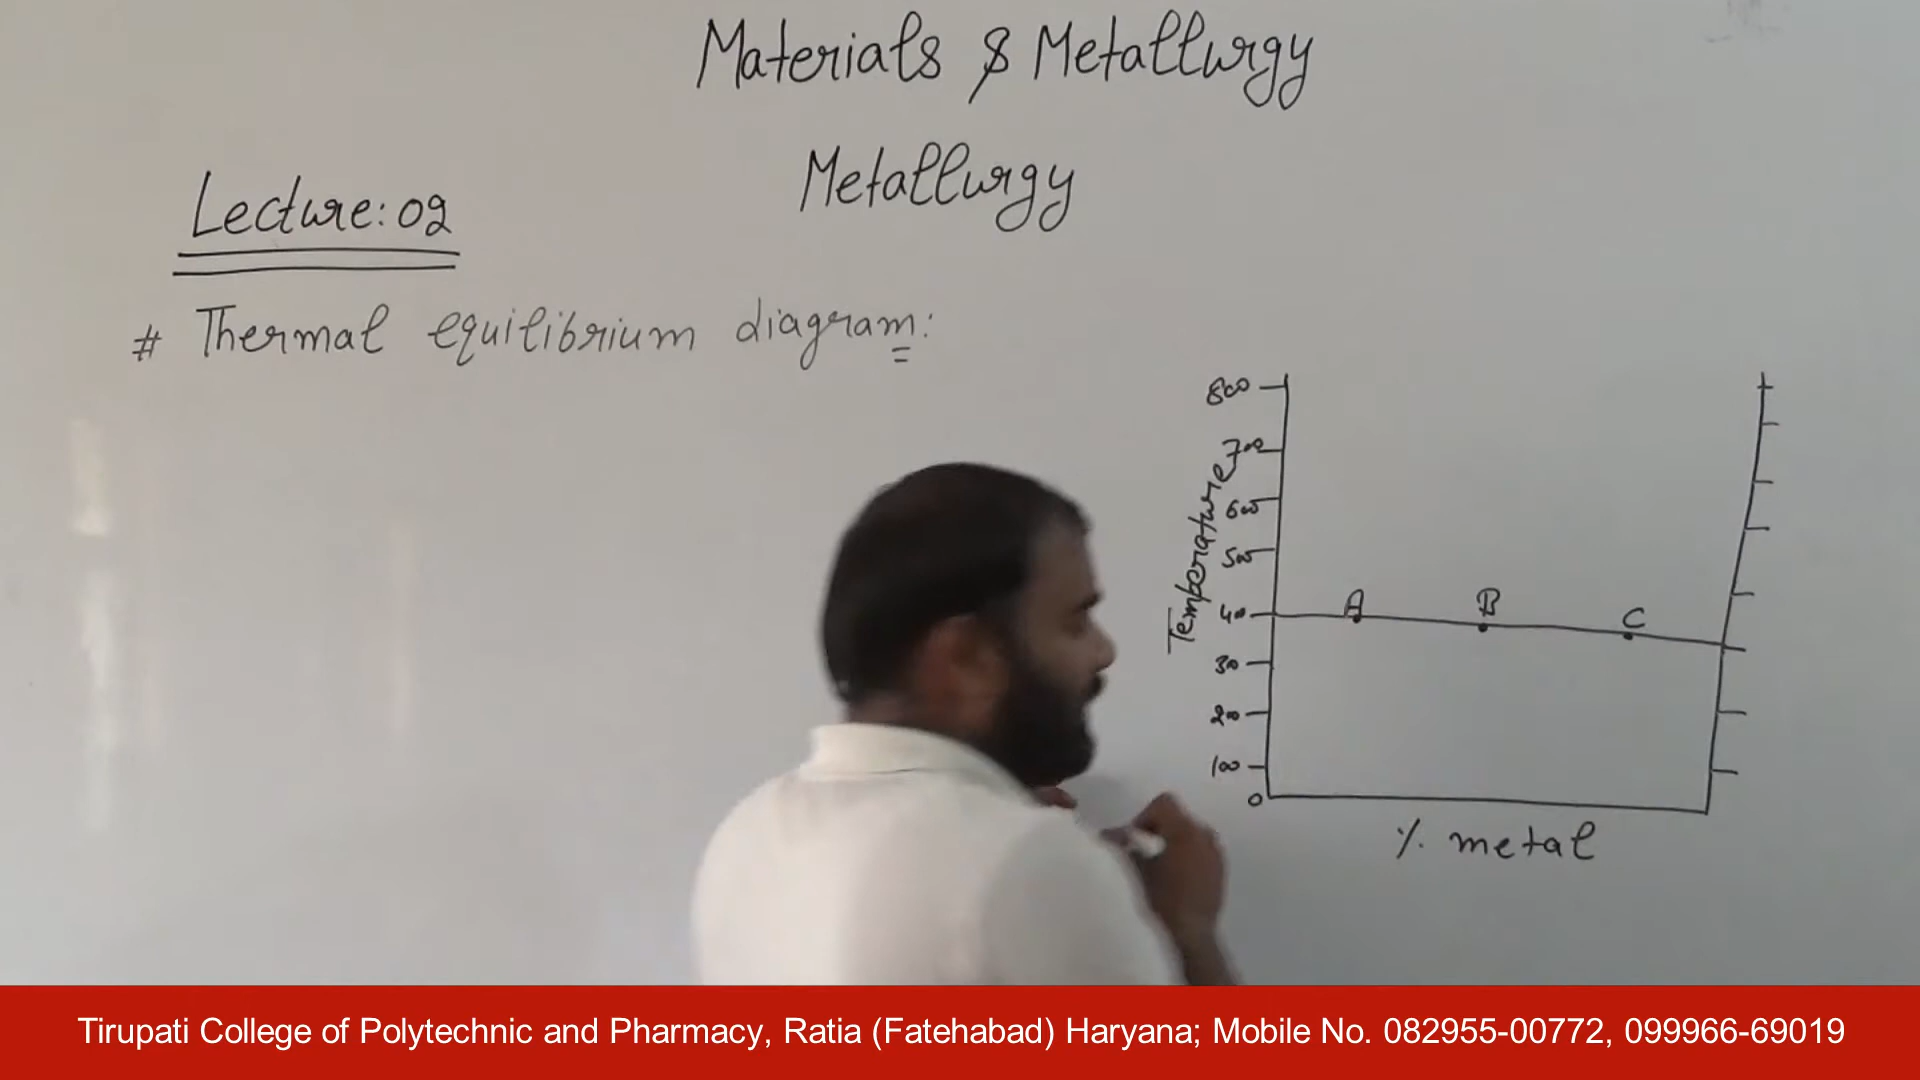 Materials & Metallurgy
Metallurgy
Lecture: 02
# Thermal equilibrium diagram:
Temperature
800
700
600
500
400
300
200
100
0
A B C
% metal
Tirupati College of Polytechnic and Pharmacy, Ratia (Fatehabad) Haryana; Mobile No. 082955-00772, 099966-69019